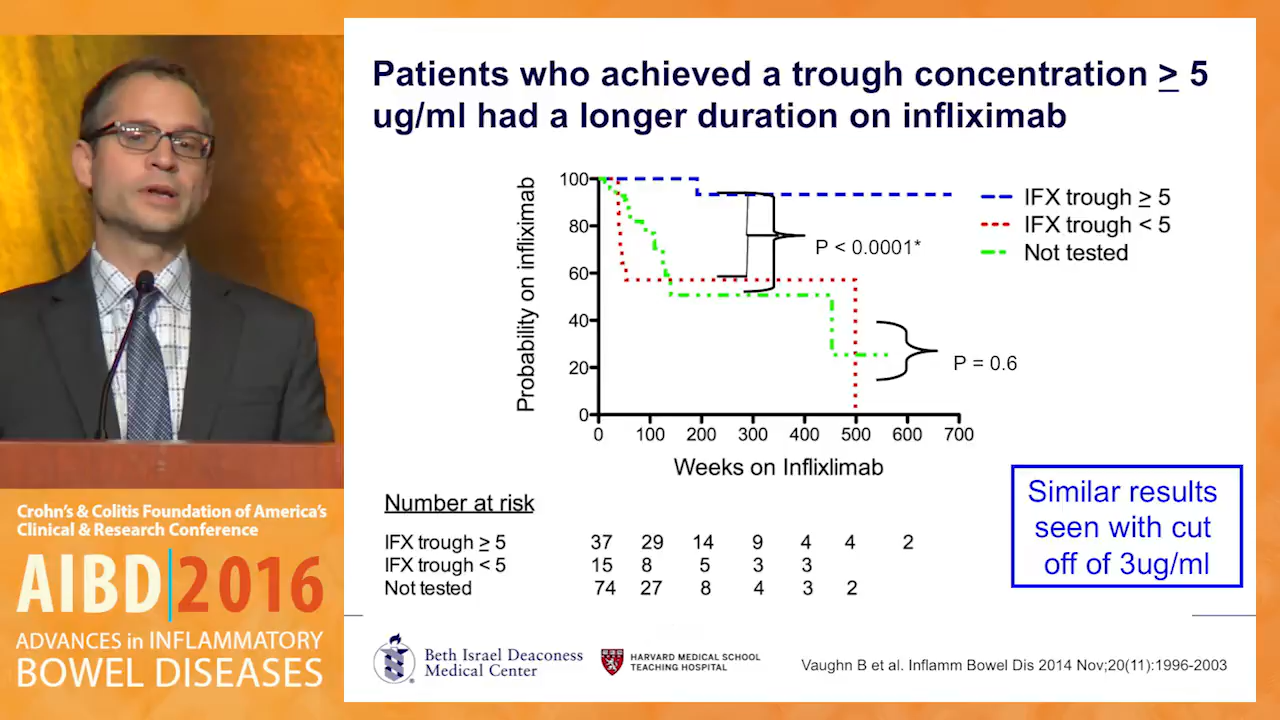 Patients who achieved a trough concentration ≥ 5
ug/ml had a longer duration on infliximab
Probability on infliximab
100
80
60
40
20
0
0 100 200 300 400 500 600 700
Weeks on Inflixlimab
IFX trough ≥ 5
IFX trough < 5
Not tested
P < 0.0001*
P = 0.6
Number at risk
IFX trough ≥ 5 37 29 14 9 4 4 2
IFX trough < 5 15 8 5 3 3
Not tested 74 27 8 4 3 2
Similar results
seen with cut
off of 3ug/ml
Crohn's & Colitis Foundation of America's
Clinical & Research Conference
AIBD 2016
ADVANCES in INFLAMMATORY
BOWEL DISEASES
Beth Israel Deaconess
Medical Center
HARVARD MEDICAL SCHOOL
TEACHING HOSPITAL
Vaughn B et al. Inflamm Bowel Dis 2014 Nov;20(11):1996-2003